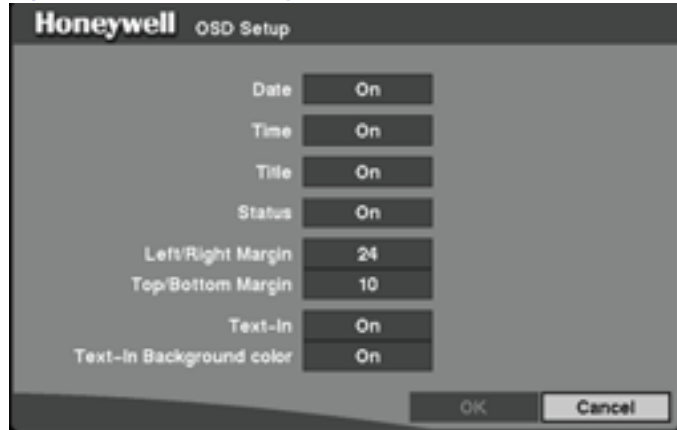 Honeywell OSD Setup
Date On
Time On
Title On
Status On
Left/Right Margin 24
Top/Bottom Margin 10
Text-In On
Text-In Background color On
OK Cancel